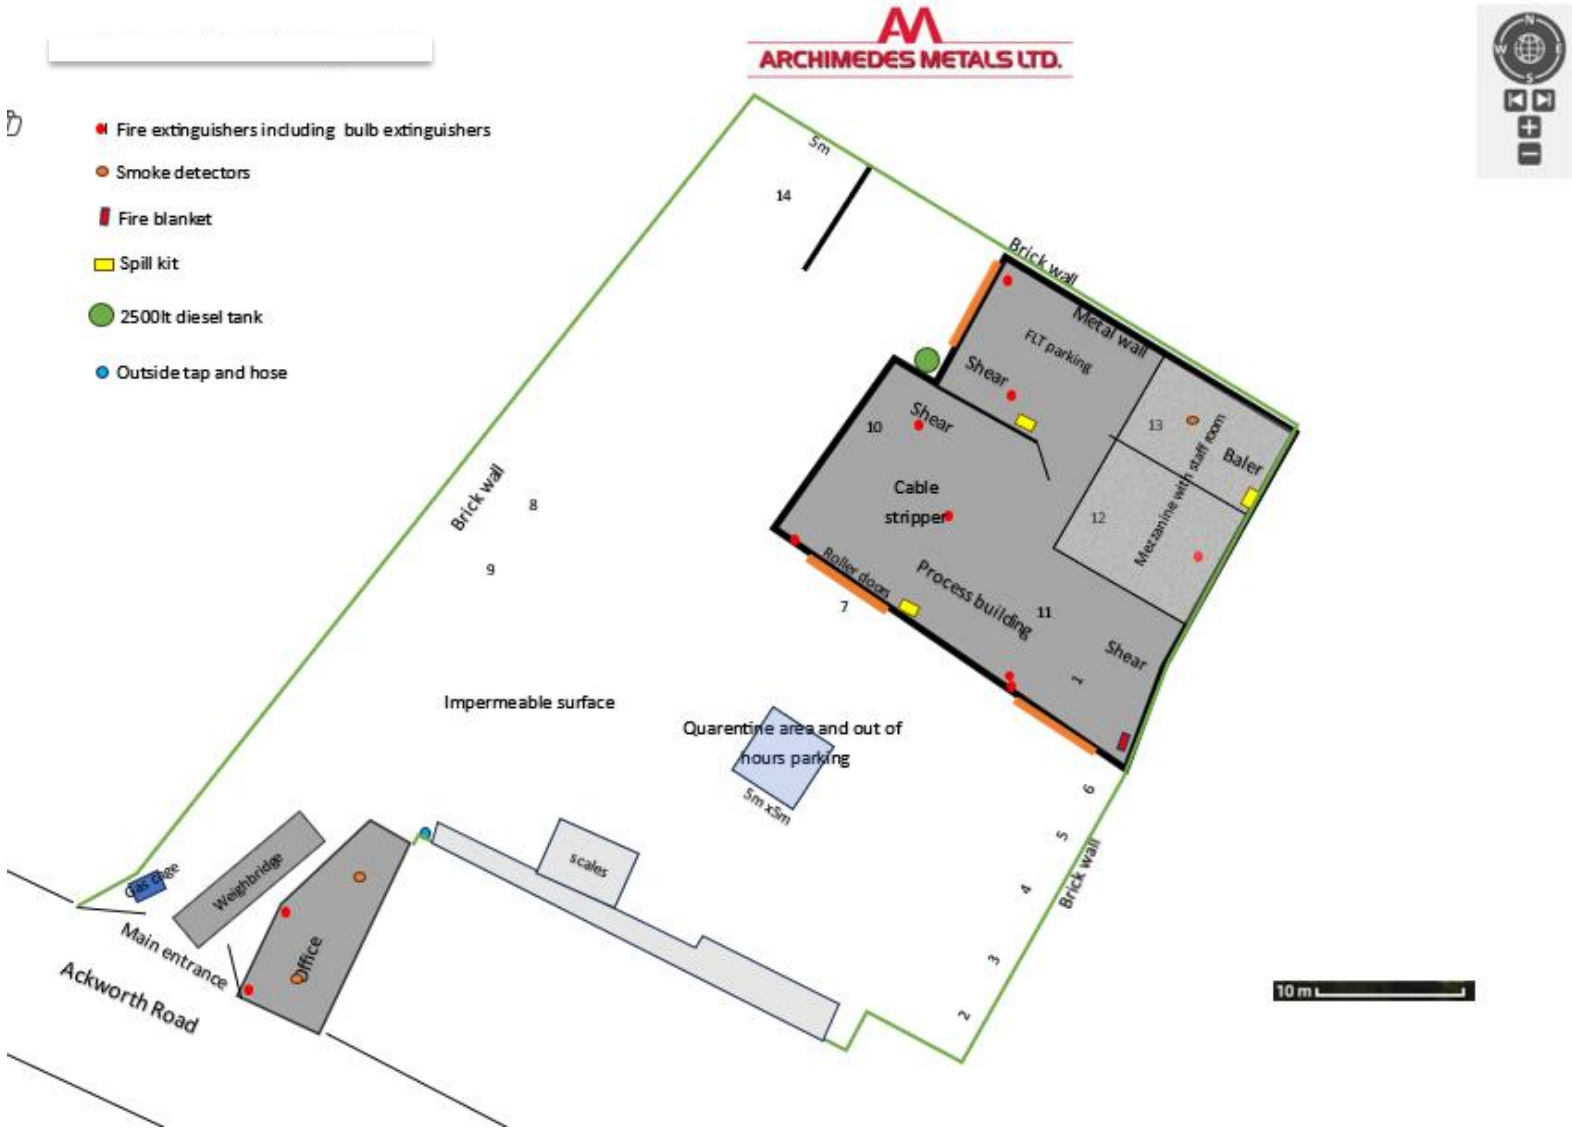 ARCHIMEDES METALS LTD.
N
W
E
S
Fire extinguishers including bulb extinguishers
Smoke detectors
Fire blanket
Spill kit
2500lt diesel tank
Outside tap and hose
5m
14
Brick wall
Metal wall
FLT parking
Shear
Shear
10
13
Baler
Mezzanine with staff room
12
Cable
stripper
Brick wall
8
9
Roller doors
Process building
7
11
Shear
1
Impermeable surface
Quarentine area and out of
hours parking
5m x5m
6
5
Brick wall
4
3
2
scales
Gas cage
Weighbridge
Office
Main entrance
Ackworth Road
10 m